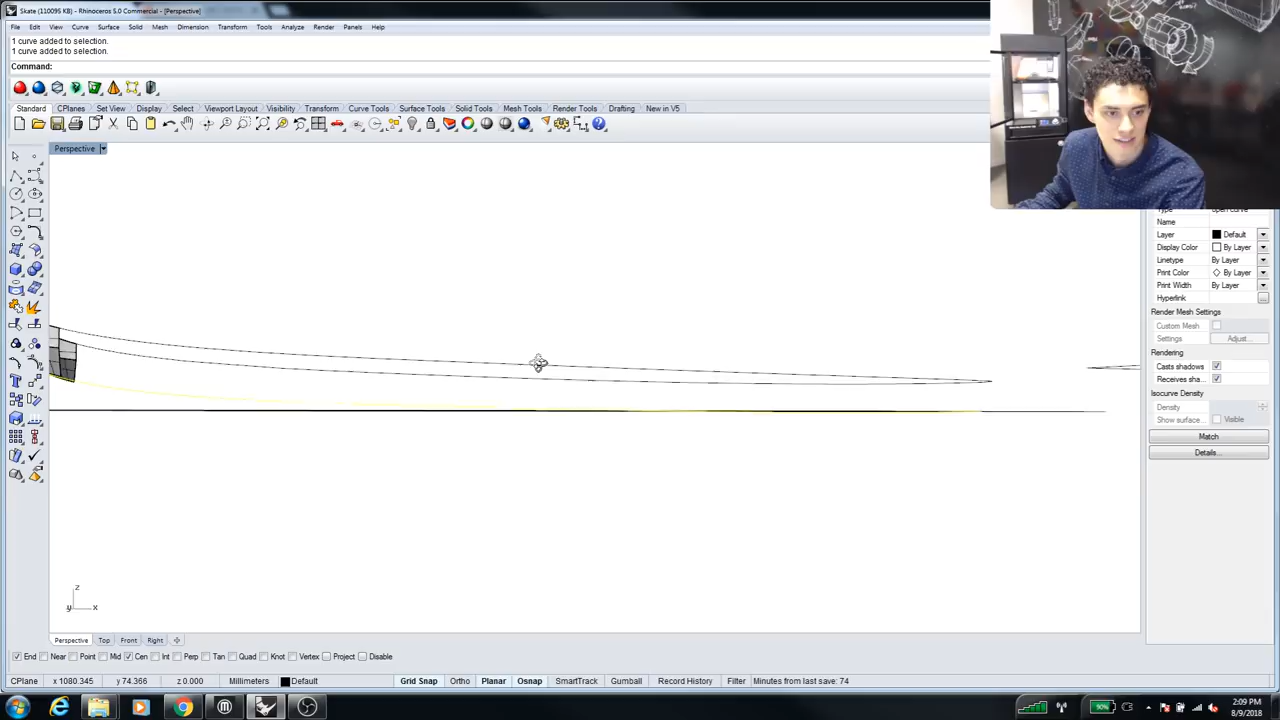 Skate (110095 KB) - Rhinoceros 5.0 Commercial - [Perspective]
File Edit View Curve Surface Solid Mesh Dimension Transform Tools Analyze Render Panels Help
1 curve added to selection.
1 curve added to selection.
Command:
Standard CPlanes Set View Display Select Viewport Layout Visibility Transform Curve Tools Surface Tools Solid Tools Mesh Tools Render Tools Drafting New in V5
Perspective
Type open curve
Name
Layer Default
Display Color By Layer
Linetype By Layer
Print Color By Layer
Print Width By Layer
Hyperlink
Render Mesh Settings
Custom Mesh
Settings Adjust...
Rendering
Casts shadows
Receives sha...
Isocurve Density
Density
Show surface... Visible
Match
Details...
z
y x
Perspective Top Front Right
End Near Point Mid Cen Int Perp Tan Quad Knot Vertex Project Disable
CPlane x 1080.345 y 74.366 z 0.000 Millimeters Default Grid Snap Ortho Planar Osnap SmartTrack Gumball Record History Filter Minutes from last save: 74
90% 2:09 PM
8/9/2018